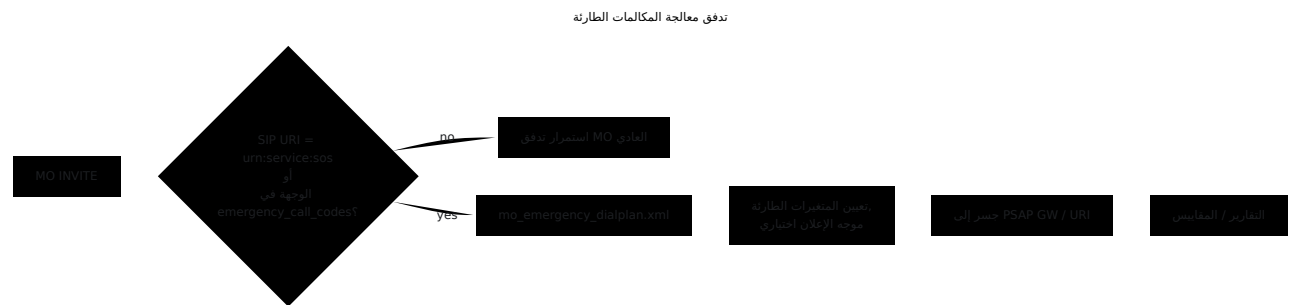 تدفق معالجة المكالمات الطارئة
MO INVITE
SIP URI =
urn:service:sos
أو
الوجهة في
emergency_call_codes؟
no
استمرار تدفق MO العادي
yes
mo_emergency_dialplan.xml
تعيين المتغيرات الطارئة,
موجه الإعلان اختياري
جسر إلى PSAP GW / URI
التقارير / المقاييس